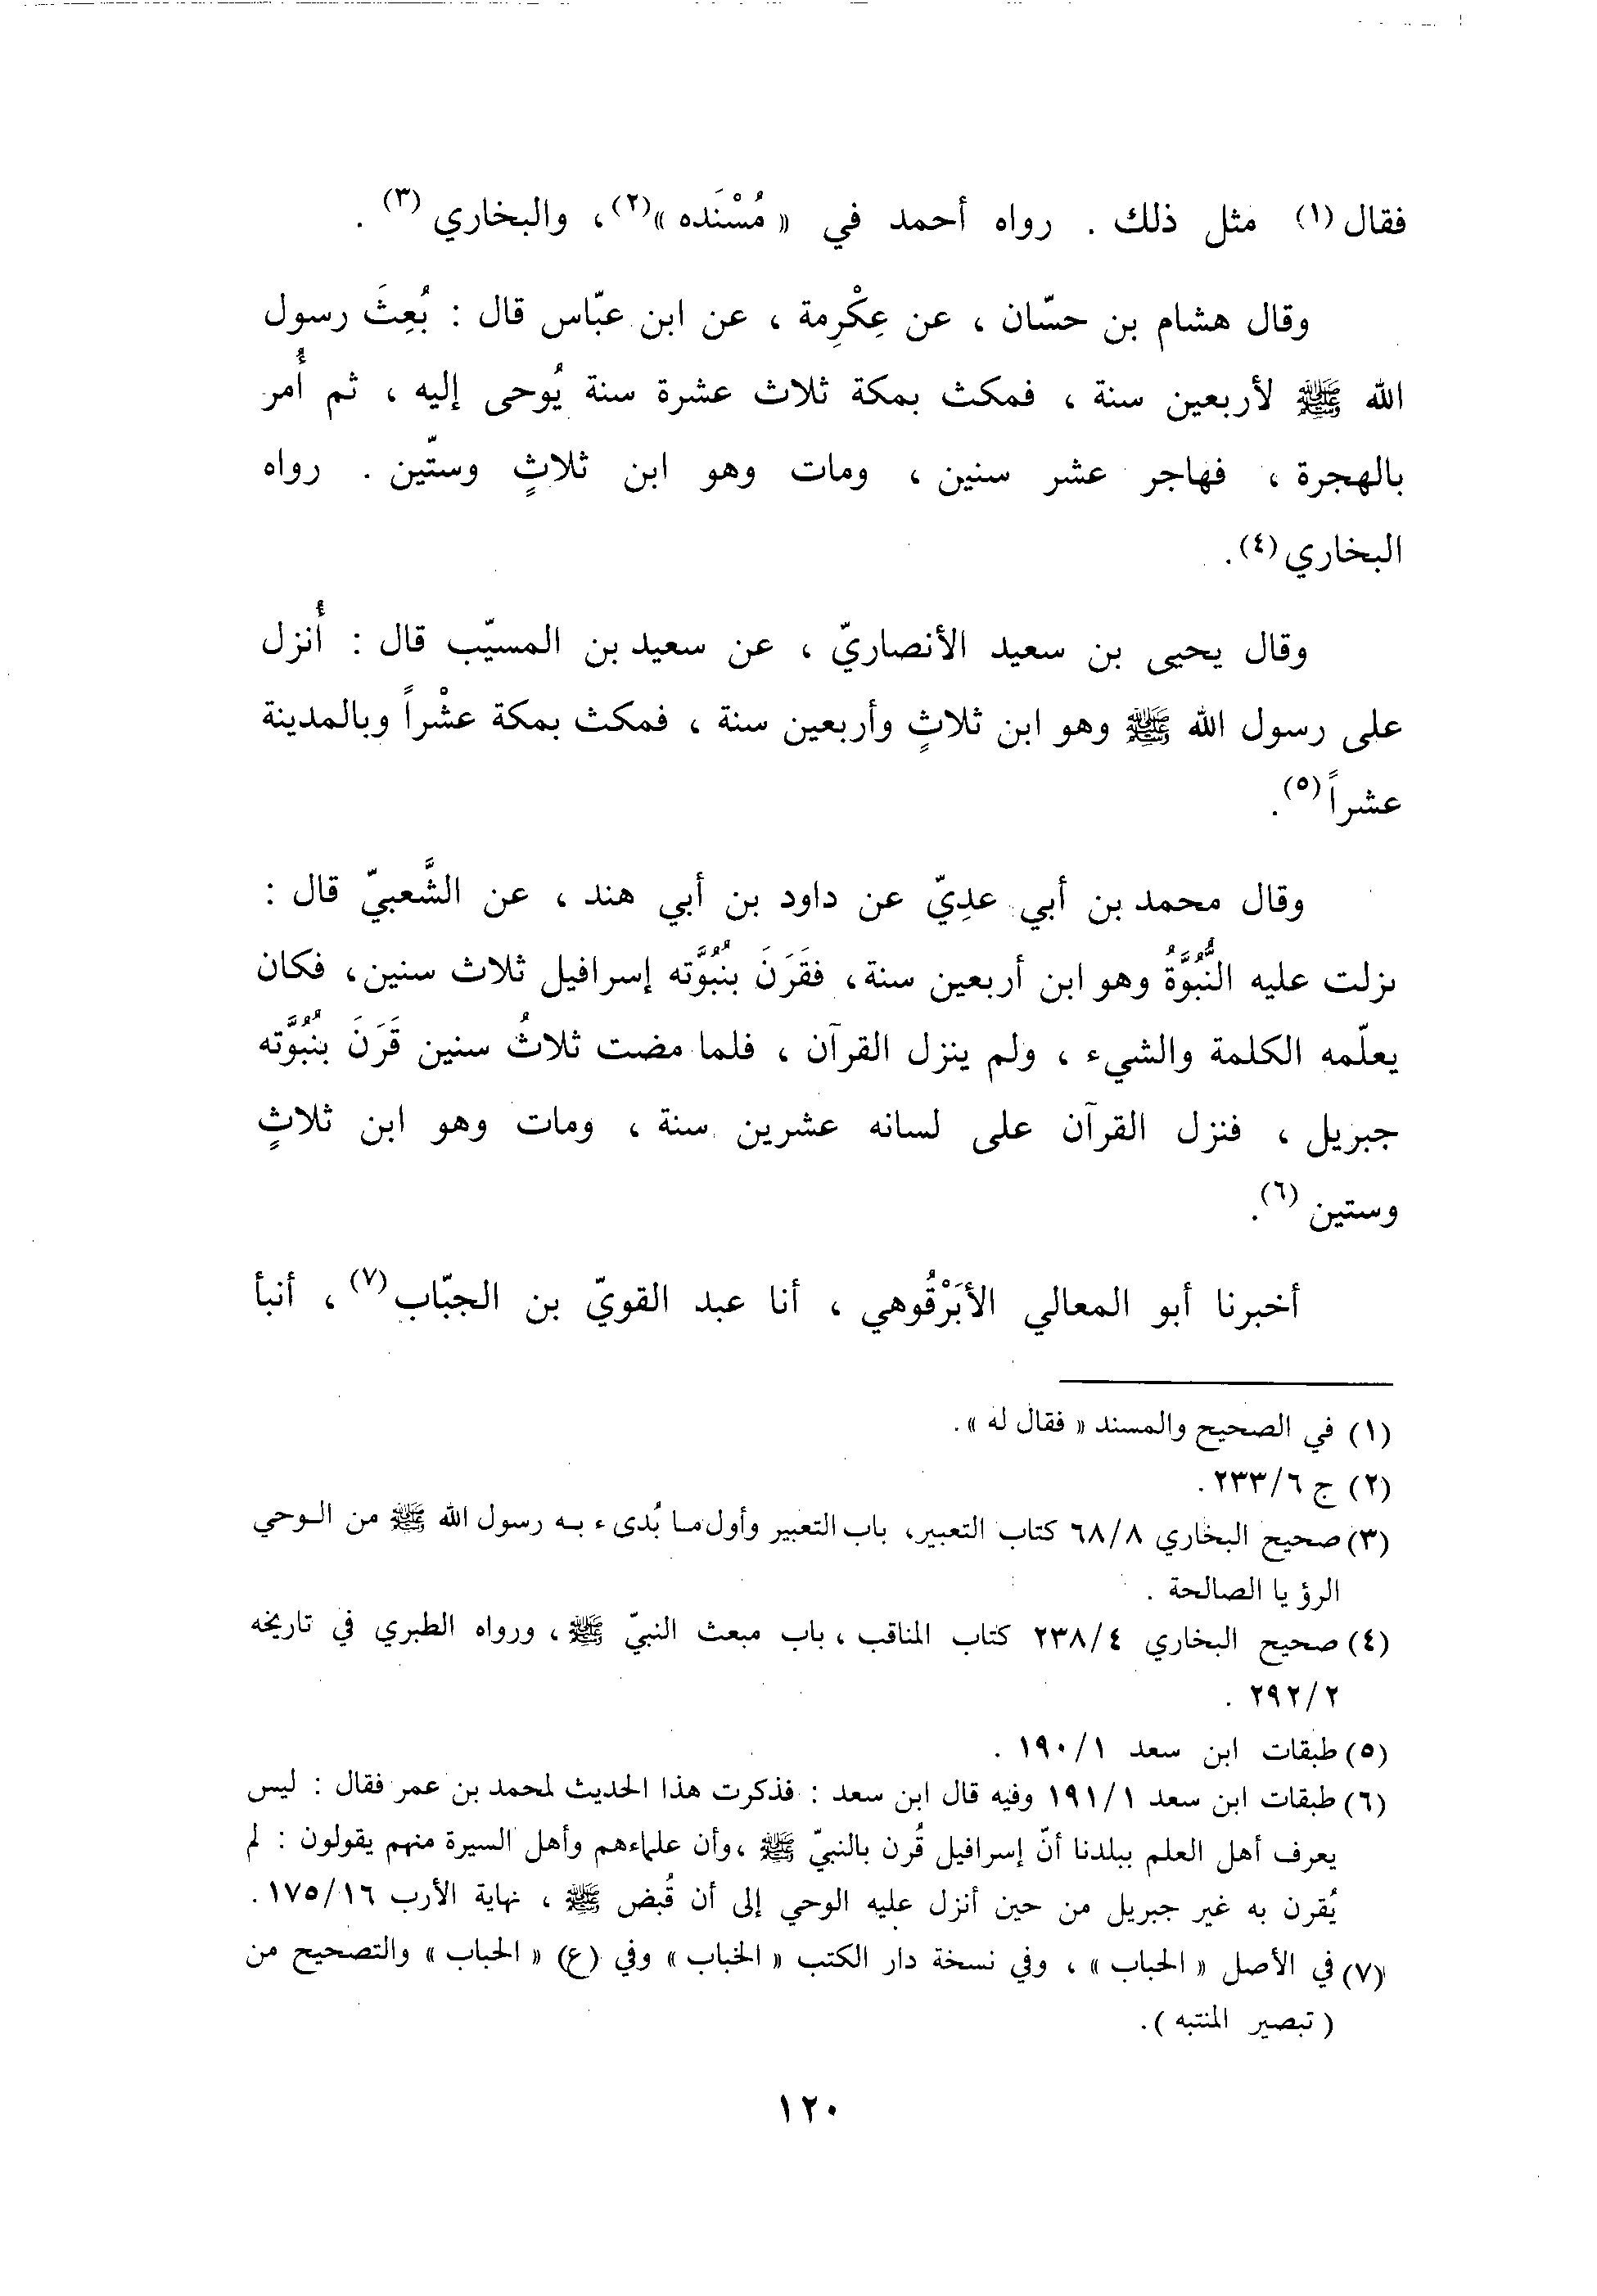 فقال(١) مثل ذلك . رواه أحمد في « مُسْنَده »(٢)، والبخاري (٣) .
وقال هشام بن حسّان ، عن عِكْرِمة ، عن ابن عبّاس قال : بُعِثَ رسول
الله ﷺ لأربعين سنة ، فمكث بمكة ثلاث عشرة سنة يُوحى إليه ، ثم أُمر
بالهجرة ، فهاجر عشر سنين ، ومات وهو ابن ثلاثٍ وستّين . رواه
البخاري(٤).
وقال يحيى بن سعيد الأنصاريّ ، عن سعيد بن المسيّب قال : أُنزل
على رسول الله ﷺ وهو ابن ثلاثٍ وأربعين سنة ، فمكث بمكة عشْراً وبالمدينة
عشراً(٥).
وقال محمد بن أبي عدِيّ عن داود بن أبي هند ، عن الشَّعبيّ قال :
نزلت عليه النُّبُوَّةُ وهو ابن أربعين سنة، فقَرَنَ بنُبُوَّته إسرافيل ثلاث سنين، فكان
يعلّمه الكلمة والشيء ، ولم ينزل القرآن ، فلما مضت ثلاثُ سنين قَرَنَ بنُبُوَّته
جبريل ، فنزل القرآن على لسانه عشرين سنة ، ومات وهو ابن ثلاثٍ
وستين (٦).
أخبرنا أبو المعالي الأبَرْقُوهي ، أنا عبد القويّ بن الجبّاب(٧) ، أنبأ
(١) في الصحيح والمسند « فقال له ».
(٢) ج ٢٣٣/٦.
(٣) صحيح البخاري ٦٨/٨ كتاب التعبير، باب التعبير وأول ما بُدىء به رسول الله ﷺ من الوحي
الرؤيا الصالحة .
(٤) صحيح البخاري ٢٣٨/٤ كتاب المناقب ، باب مبعث النبيّ ﷺ ، ورواه الطبري في تاريخه
٢٩٢/٢ .
(٥) طبقات ابن سعد ١٩٠/١ .
(٦) طبقات ابن سعد ١٩١/١ وفيه قال ابن سعد : فذكرت هذا الحديث لمحمد بن عمر فقال : ليس
يعرف أهل العلم ببلدنا أنّ إسرافيل قُرن بالنبيّ ﷺ ،وأن علماءهم وأهل السيرة منهم يقولون : لم
يُقرن به غير جبريل من حين أنزل عليه الوحي إلى أن قُبض ﷺ ، نهاية الأرب ١٧٥/١٦.
(٧) في الأصل « الحباب » ، وفي نسخة دار الكتب « الخباب » وفي (ع) « الحباب » والتصحيح من
( تبصير المنتبه ).
١٢٠